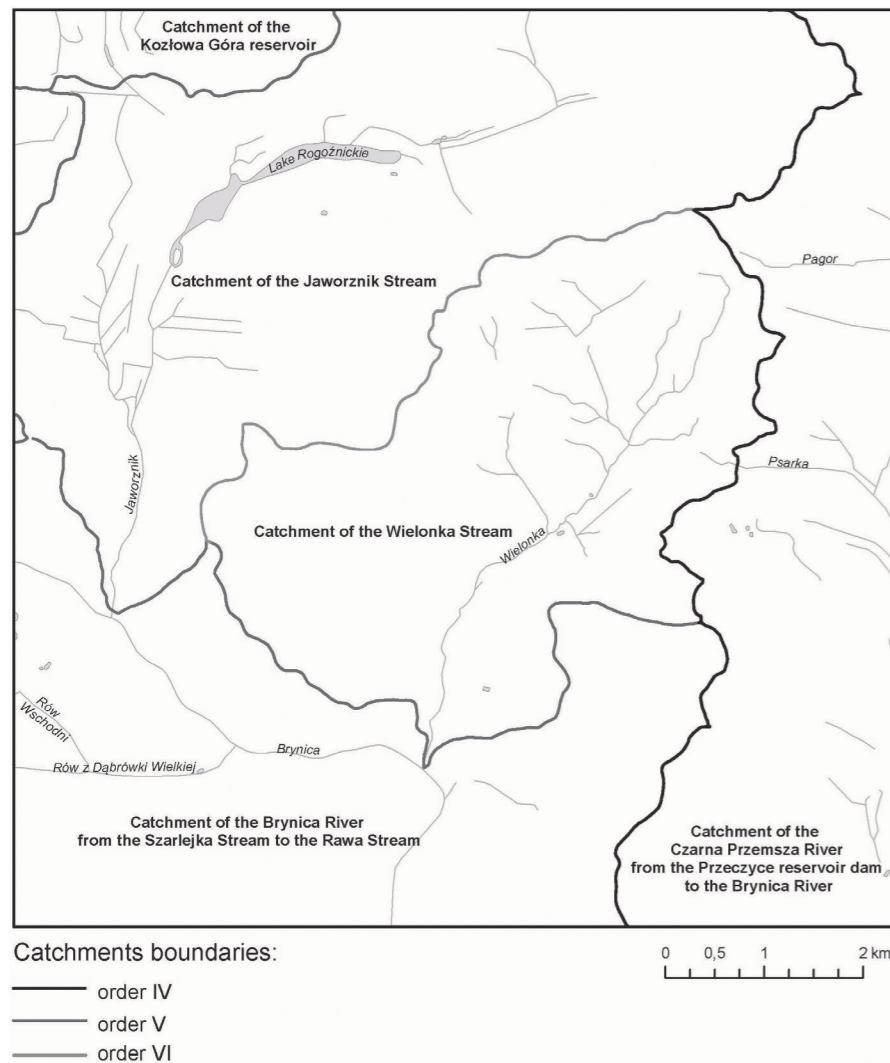 Catchment of the
Kozłowa Góra reservoir
Lake Rogoźnickie
Pagor
Catchment of the Jaworznik Stream
Jaworznik
Psarka
Catchment of the Wielonka Stream
Wielonka
Rów
Wschodni
Brynica
Rów z Dąbrówki Wielkiej
Catchment of the Brynica River
from the Szarlejka Stream to the Rawa Stream
Catchment of the
Czarna Przemsza River
from the Przeczyce reservoir dam
to the Brynica River
Catchments boundaries:
order IV
order V
order VI
0 0,5 1 2 km